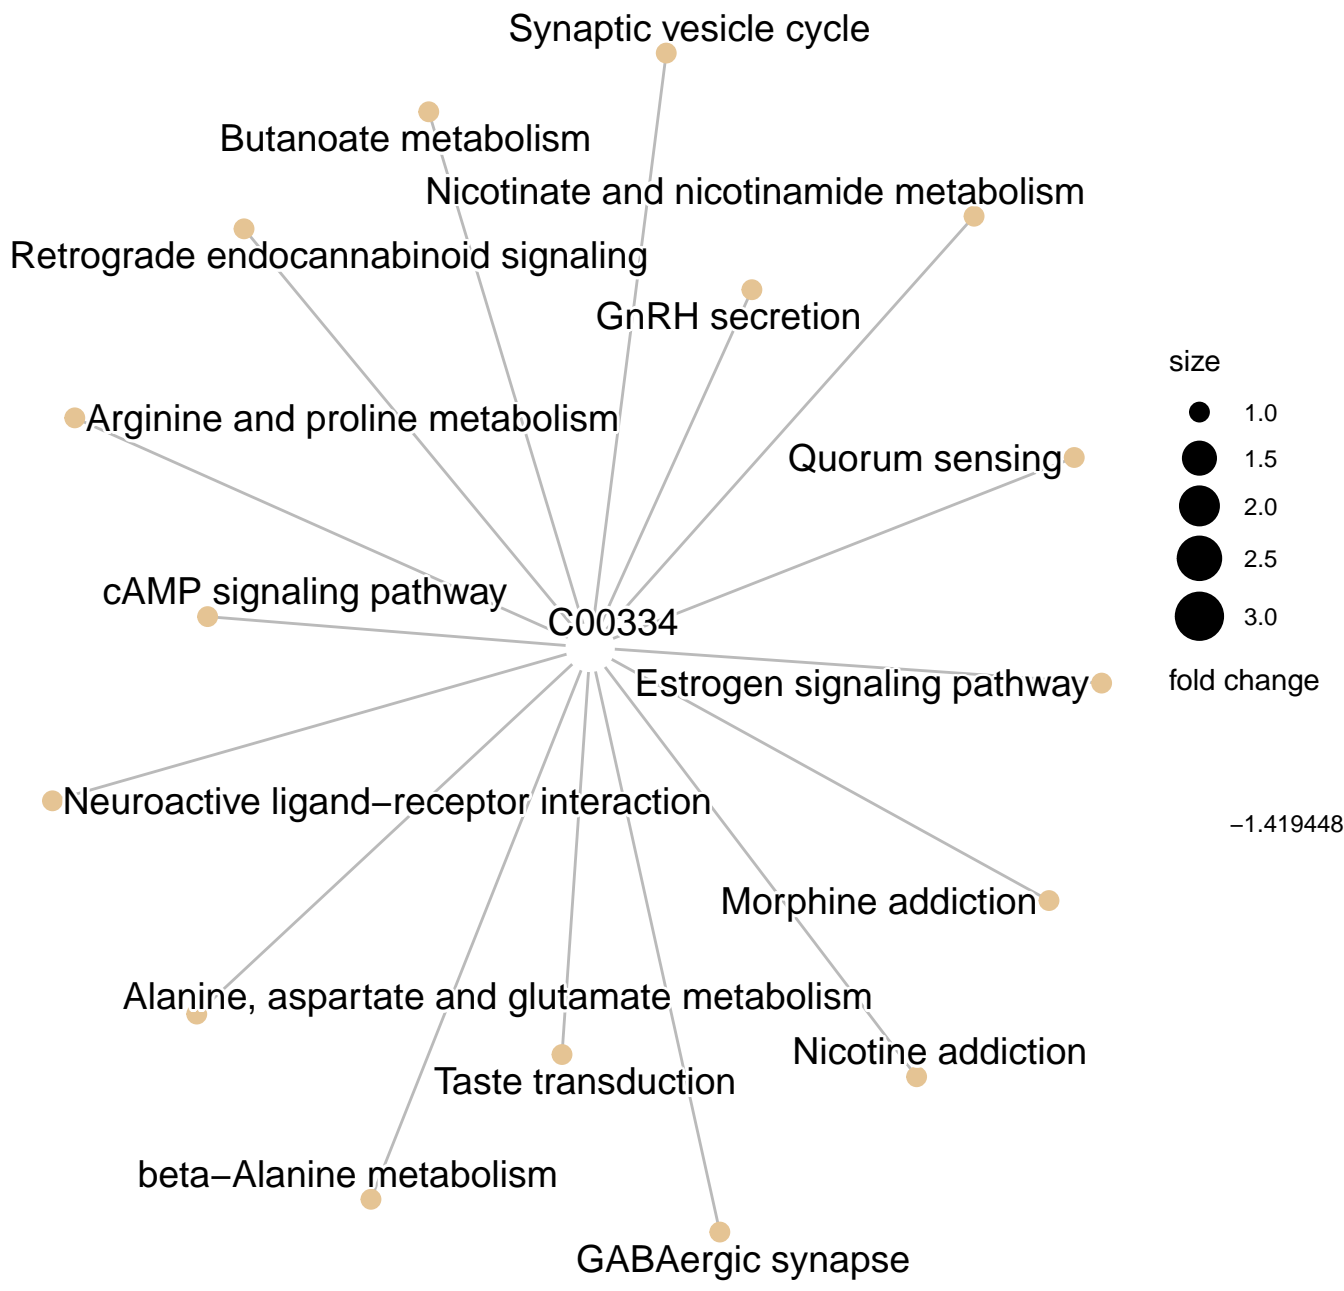 Synaptic vesicle cycle
Butanoate metabolism
Nicotinate and nicotinamide metabolism
Retrograde endocannabinoid signaling
GnRH secretion
size
1.0
Arginine and proline metabolism
Quorum sensing
1.5
2.0
2.5
cAMP signaling pathway
3.0
C00334
Estrogen signaling pathway
fold change
Neuroactive ligand−receptor interaction
−1.419448
Morphine addiction
Alanine, aspartate and glutamate metabolism
Nicotine addiction
Taste transduction
beta−Alanine metabolism
GABAergic synapse